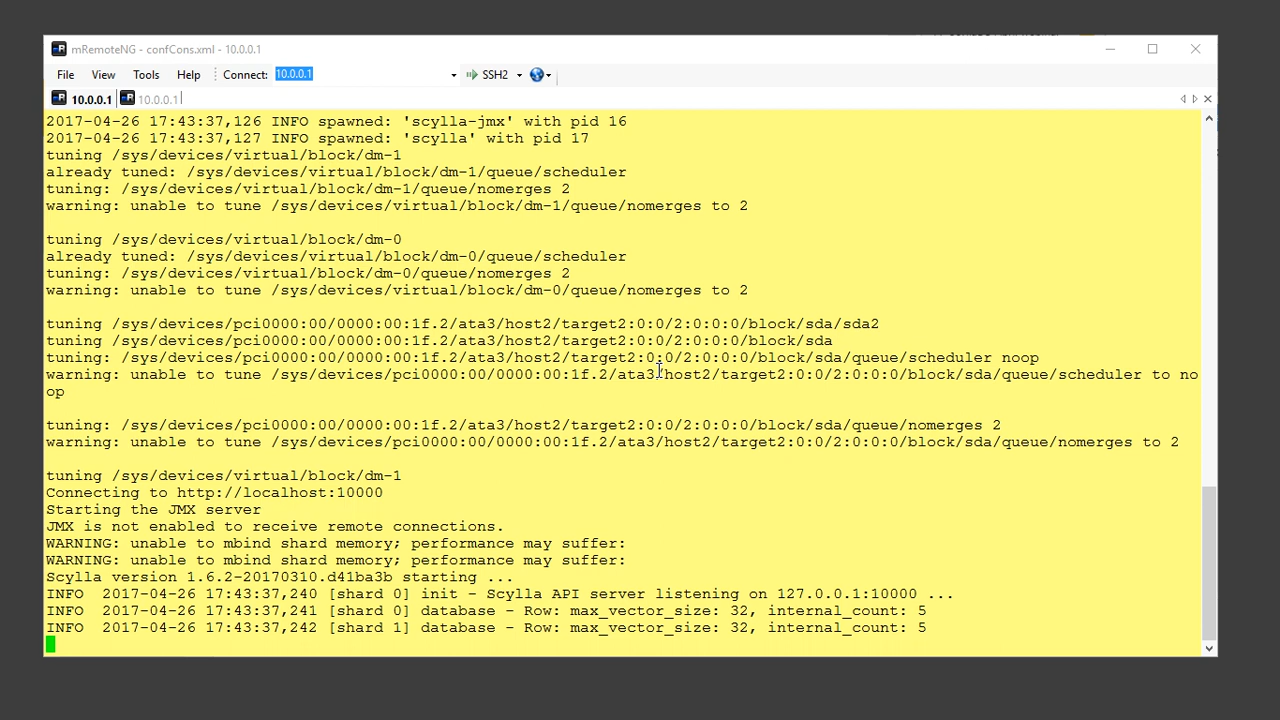 mRemoteNG - confCons.xml - 10.0.0.1
File View Tools Help Connect: 10.0.0.1 SSH2
10.0.0.1 10.0.0.1
2017-04-26 17:43:37,126 INFO spawned: 'scylla-jmx' with pid 16
2017-04-26 17:43:37,127 INFO spawned: 'scylla' with pid 17
tuning /sys/devices/virtual/block/dm-1
already tuned: /sys/devices/virtual/block/dm-1/queue/scheduler
tuning: /sys/devices/virtual/block/dm-1/queue/nomerges 2
warning: unable to tune /sys/devices/virtual/block/dm-1/queue/nomerges to 2
tuning /sys/devices/virtual/block/dm-0
already tuned: /sys/devices/virtual/block/dm-0/queue/scheduler
tuning: /sys/devices/virtual/block/dm-0/queue/nomerges 2
warning: unable to tune /sys/devices/virtual/block/dm-0/queue/nomerges to 2
tuning /sys/devices/pci0000:00/0000:00:1f.2/ata3/host2/target2:0:0/2:0:0:0/block/sda/sda2
tuning /sys/devices/pci0000:00/0000:00:1f.2/ata3/host2/target2:0:0/2:0:0:0/block/sda
tuning: /sys/devices/pci0000:00/0000:00:1f.2/ata3/host2/target2:0:0/2:0:0:0/block/sda/queue/scheduler noop
warning: unable to tune /sys/devices/pci0000:00/0000:00:1f.2/ata3/host2/target2:0:0/2:0:0:0/block/sda/queue/scheduler to no
op
tuning: /sys/devices/pci0000:00/0000:00:1f.2/ata3/host2/target2:0:0/2:0:0:0/block/sda/queue/nomerges 2
warning: unable to tune /sys/devices/pci0000:00/0000:00:1f.2/ata3/host2/target2:0:0/2:0:0:0/block/sda/queue/nomerges to 2
tuning /sys/devices/virtual/block/dm-1
Connecting to http://localhost:10000
Starting the JMX server
JMX is not enabled to receive remote connections.
WARNING: unable to mbind shard memory; performance may suffer:
WARNING: unable to mbind shard memory; performance may suffer:
Scylla version 1.6.2-20170310.d41ba3b starting ...
INFO  2017-04-26 17:43:37,240 [shard 0] init - Scylla API server listening on 127.0.0.1:10000 ...
INFO  2017-04-26 17:43:37,241 [shard 0] database - Row: max_vector_size: 32, internal_count: 5
INFO  2017-04-26 17:43:37,242 [shard 1] database - Row: max_vector_size: 32, internal_count: 5